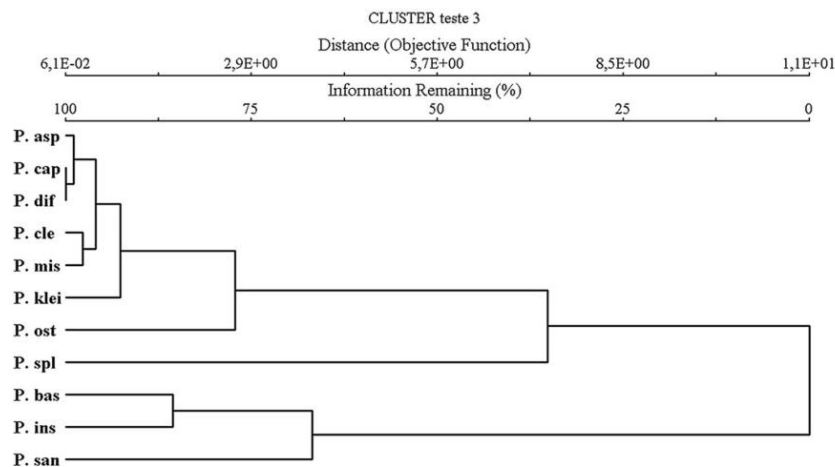 CLUSTER teste 3
Distance (Objective Function)
6,1E-02 2,9E+00 5,7E+00 8,5E+00 1,1E+01
Information Remaining (%)
100 75 50 25 0
P. asp
P. cap
P. dif
P. cle
P. mis
P. klei
P. ost
P. spl
P. bas
P. ins
P. san